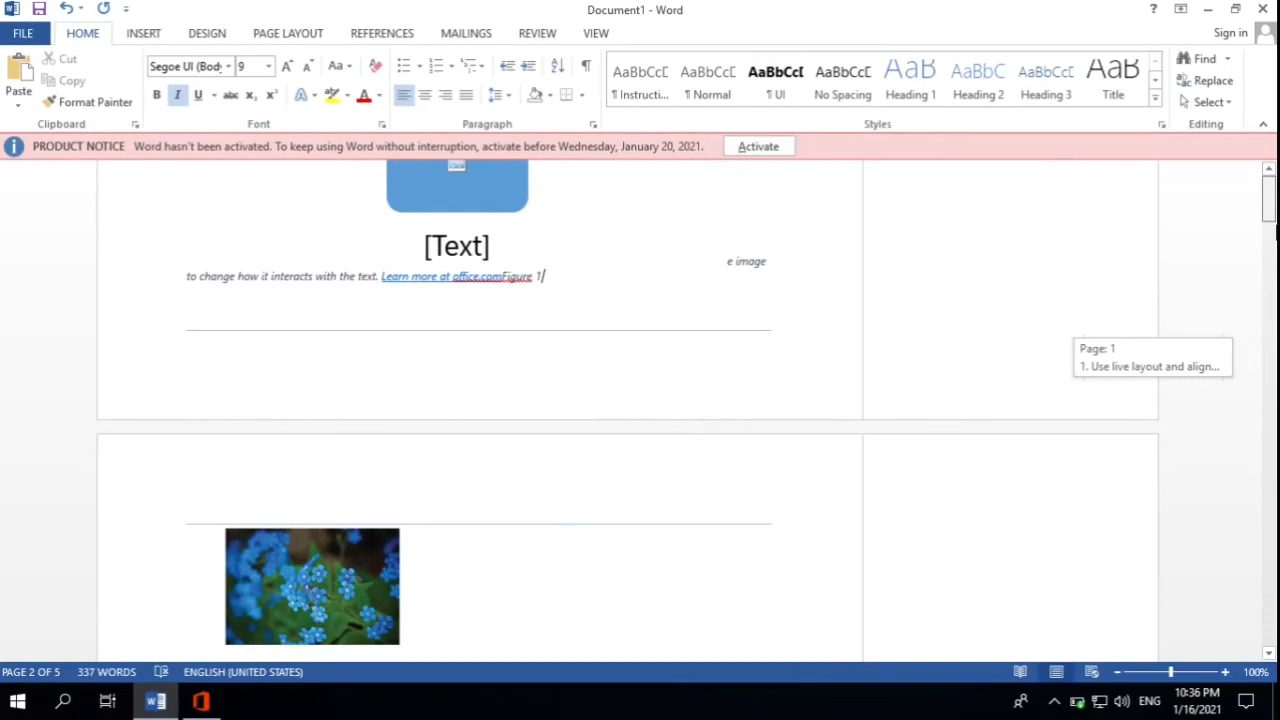 Document1 - Word
?
FILE
HOME
INSERT
DESIGN
PAGE LAYOUT
REFERENCES
MAILINGS
REVIEW
VIEW
Sign in
Paste
Cut
Copy
Format Painter
Segoe UI (Body
9
Aa
AaBbCcI
AaBbCcI
AaBbCcI
AaBbCcI
AaB
AaBbC
AaBbCcI
AaB
¶ Instructi...
¶ Normal
¶ UI
No Spacing
Heading 1
Heading 2
Heading 3
Title
Find
Replace
Select
Clipboard
Font
Paragraph
Styles
Editing
PRODUCT NOTICE Word hasn't been activated. To keep using Word without interruption, activate before Wednesday, January 20, 2021.
Activate
[Text]
e image
to change how it interacts with the text. Learn more at office.comFigure 1
Page: 1
1. Use live layout and align...
PAGE 2 OF 5
337 WORDS
ENGLISH (UNITED STATES)
100%
ENG
10:36 PM
1/16/2021